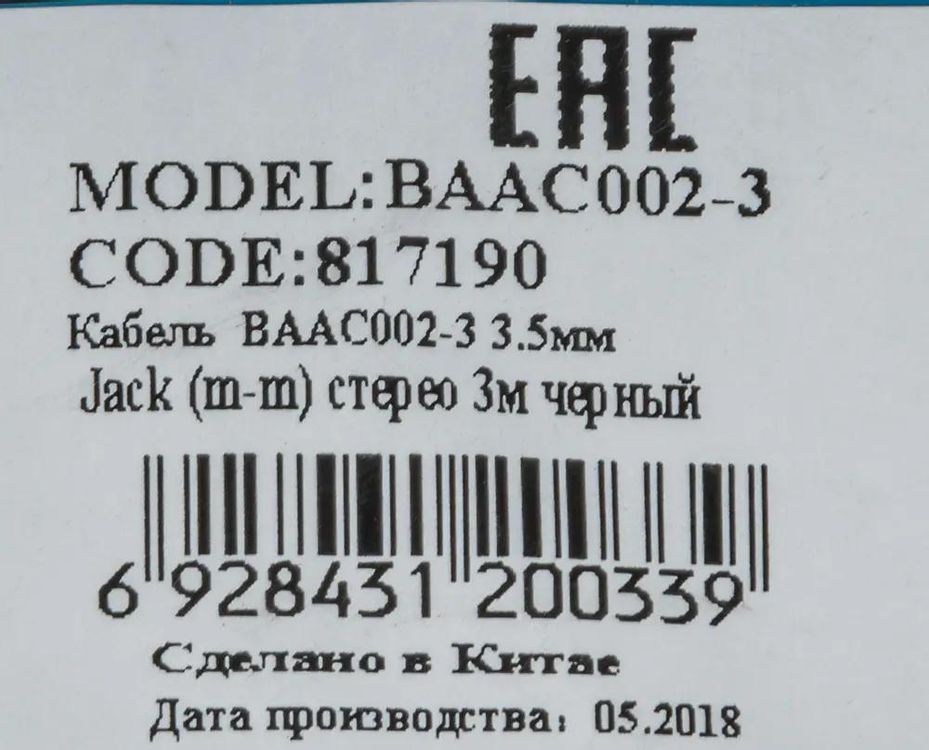 EAC
MODEL:BAAC002-3
CODE:817190
Кабель BAAC002-3 3.5мм
Jack (m-m) стерео 3м черный
6 928431 200339
Сделано в Китае
Дата производства: 05.2018